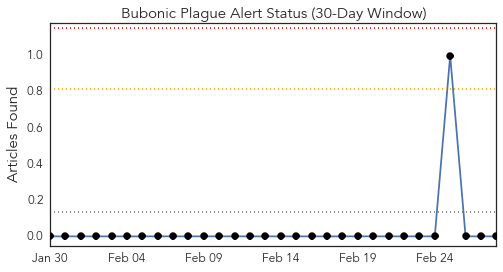 Bubonic Plague Alert Status (30-Day Window)
Articles Found
1.0
0.8
0.6
0.4
0.2
0.0
Jan 30 Feb 04 Feb 09 Feb 14 Feb 19 Feb 24